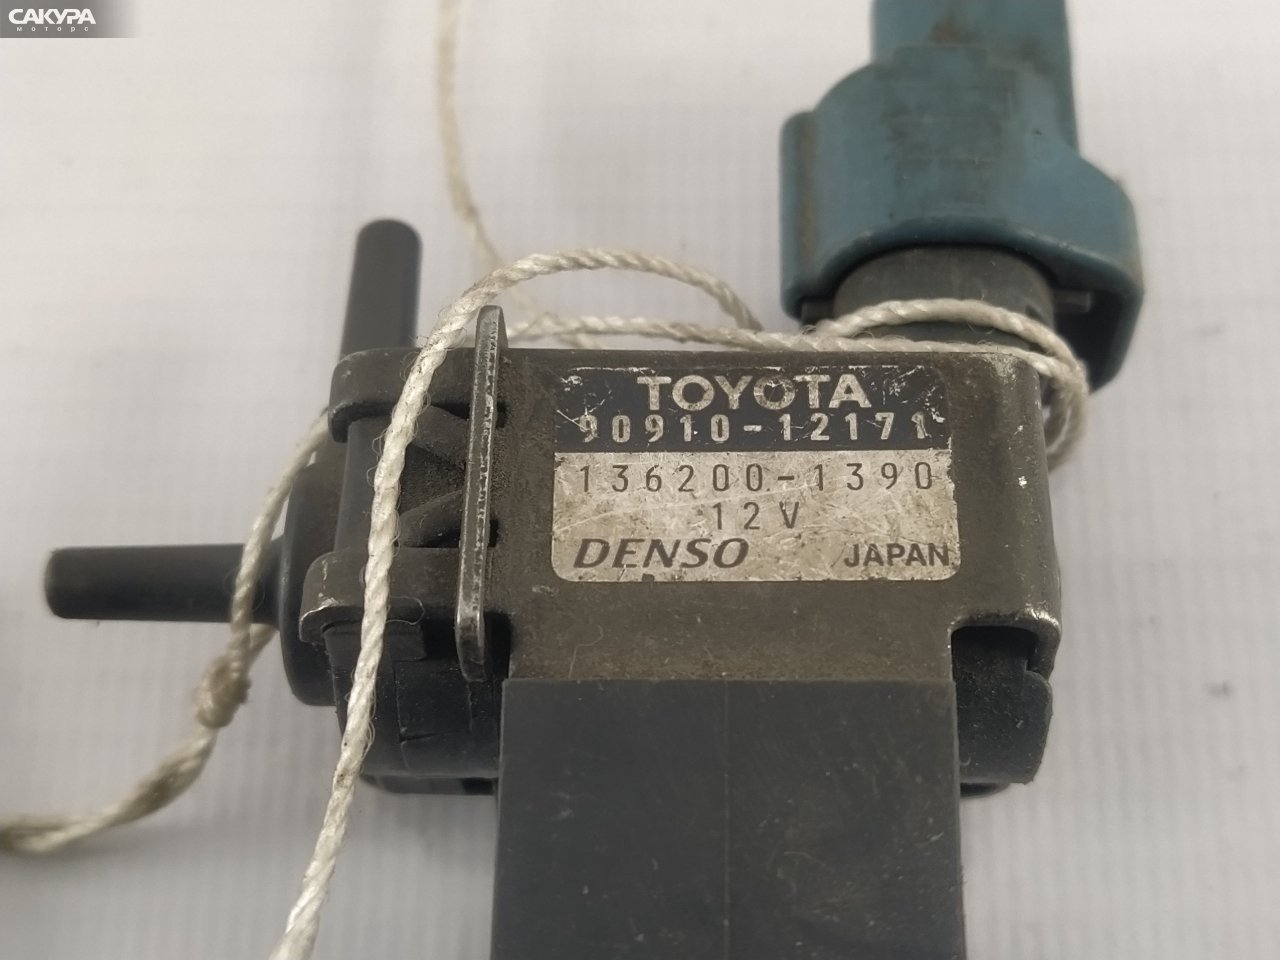 САКУРА
моторс
TOYOTA
90910-12171
136200-1390
12V
DENSO JAPAN